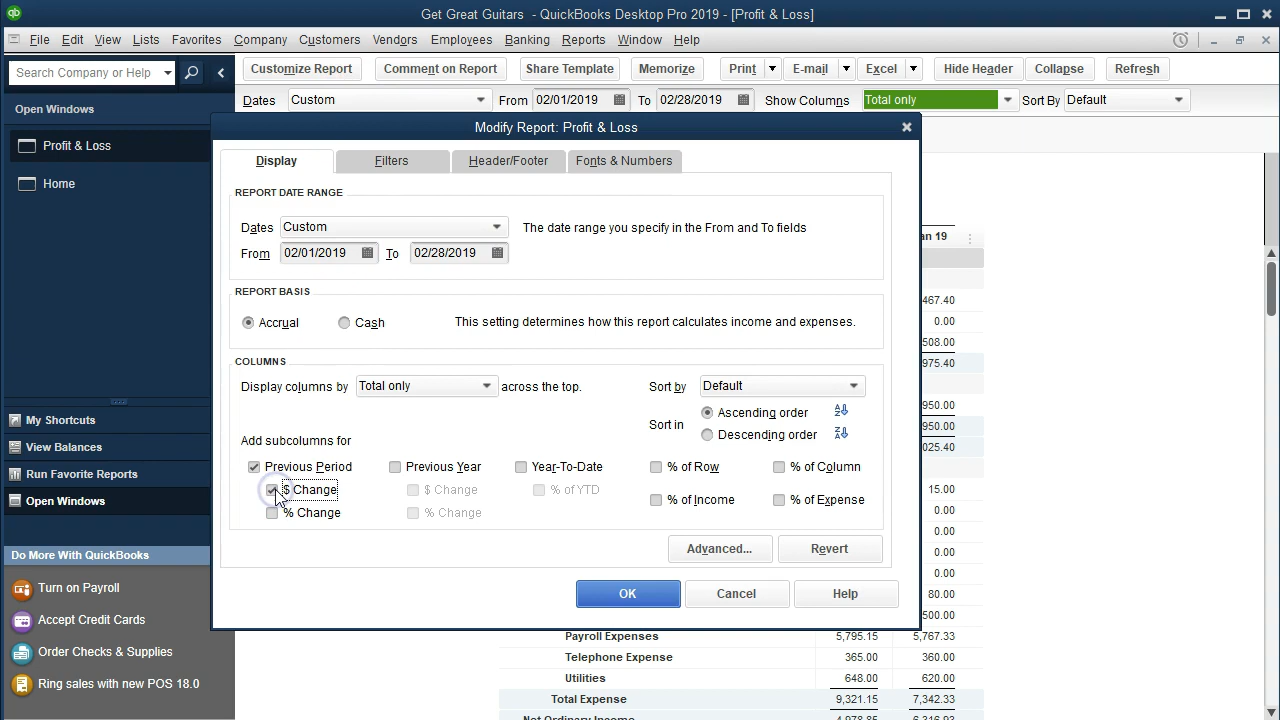 Get Great Guitars - QuickBooks Desktop Pro 2019 - [Profit & Loss]
File Edit View Lists Favorites Company Customers Vendors Employees Banking Reports Window Help
Search Company or Help
Customize Report Comment on Report Share Template Memorize Print E-mail Excel Hide Header Collapse Refresh
Dates Custom From 02/01/2019 To 02/28/2019 Show Columns Total only Sort By Default
Open Windows
Profit & Loss
Home
My Shortcuts
View Balances
Run Favorite Reports
Open Windows
Do More With QuickBooks
Turn on Payroll
Accept Credit Cards
Order Checks & Supplies
Ring sales with new POS 18.0
Modify Report: Profit & Loss
Display Filters Header/Footer Fonts & Numbers
REPORT DATE RANGE
Dates Custom The date range you specify in the From and To fields
From 02/01/2019 To 02/28/2019
REPORT BASIS
Accrual Cash This setting determines how this report calculates income and expenses.
COLUMNS
Display columns by Total only across the top. Sort by Default
Sort in Ascending order
Descending order
Add subcolumns for
Previous Period Previous Year Year-To-Date % of Row % of Column
$ Change $ Change % of YTD
% of Income % of Expense
% Change % Change
Advanced... Revert
OK Cancel Help
an 19
467.40
0.00
508.00
975.40
950.00
950.00
025.40
15.00
0.00
0.00
0.00
0.00
80.00
500.00
Payroll Expenses 5,795.15 5,767.33
Telephone Expense 365.00 360.00
Utilities 648.00 620.00
Total Expense 9,321.15 7,342.33
Net Ordinary Income 4,978.85 6,316.93